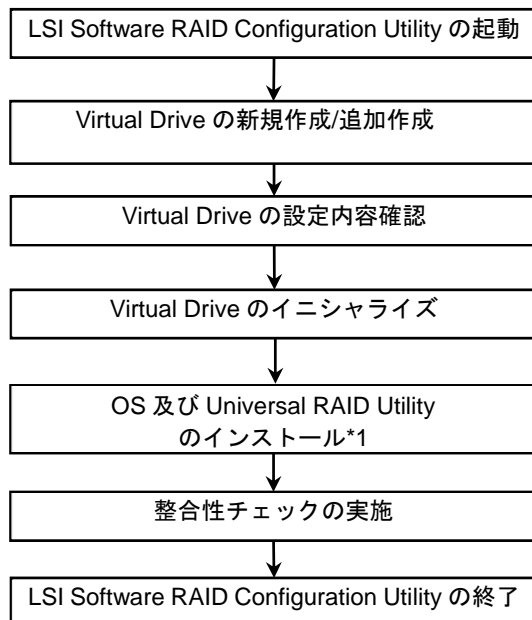 LSI Software RAID Configuration Utility の起動
Virtual Drive の新規作成/追加作成
Virtual Drive の設定内容確認
Virtual Drive のイニシャライズ
OS 及び Universal RAID Utility
のインストール*1
整合性チェックの実施
LSI Software RAID Configuration Utility の終了